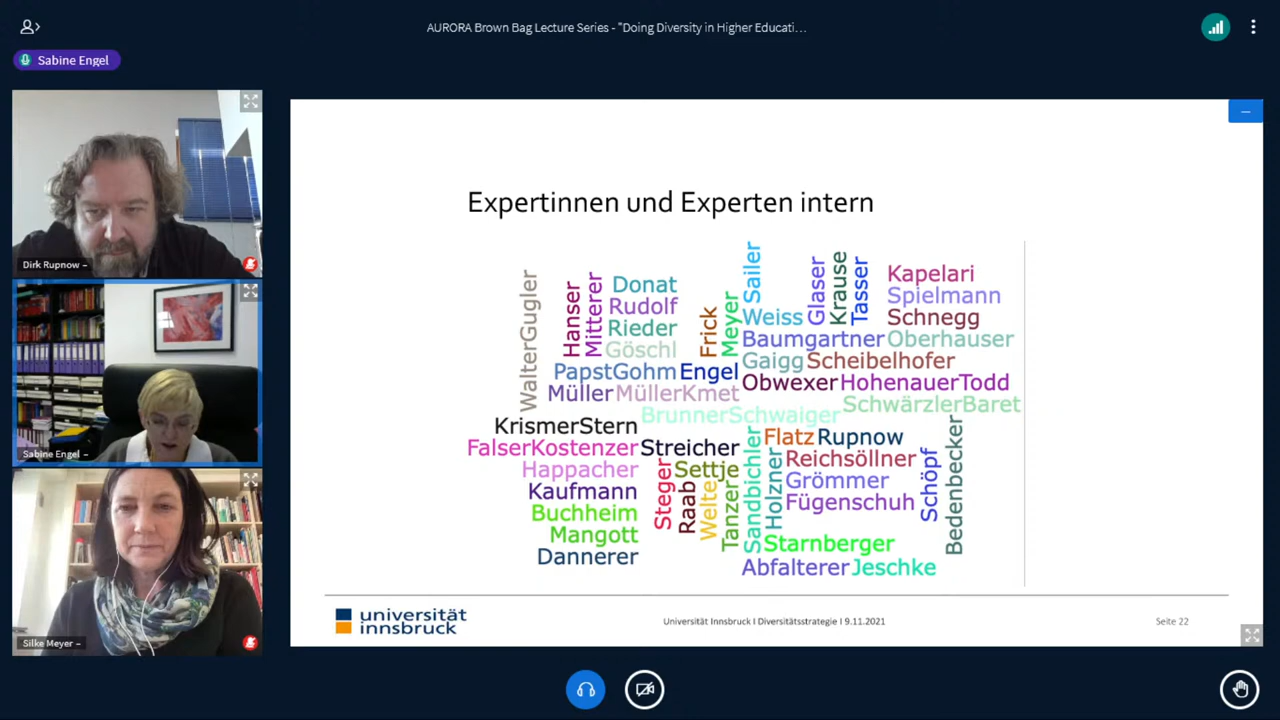 AURORA Brown Bag Lecture Series - "Doing Diversity in Higher Educati…
Sabine Engel
Dirk Rupnow –
Sabine Engel –
Silke Meyer –
Expertinnen und Experten intern
WalterGugler
Hanser
Mitterer
Donat
Rudolf
Rieder
Göschl
Frick
Meyer
Sailer
Weiss
Glaser
Krause
Tasser
Kapelari
Spielmann
Schnegg
Baumgartner
Oberhauser
Gaigg
Scheibelhofer
PapstGohm
Engel
Obwexer
HohenauerTodd
Müller
MüllerKmet
SchwärzlerBaret
BrunnerSchwaiger
KrismerStern
FalserKostenzer
Streicher
Flatz
Rupnow
Happacher
Settje
Reichsöllner
Kaufmann
Steger
Raab
Welte
Tanzer
Sandbichler
Holzner
Grömmer
Fügenschuh
Schöpf
Bedenbecker
Buchheim
Mangott
Dannerer
Starnberger
Abfalterer
Jeschke
universität
innsbruck
Universität Innsbruck I Diversitätsstrategie I 9.11.2021
Seite 22